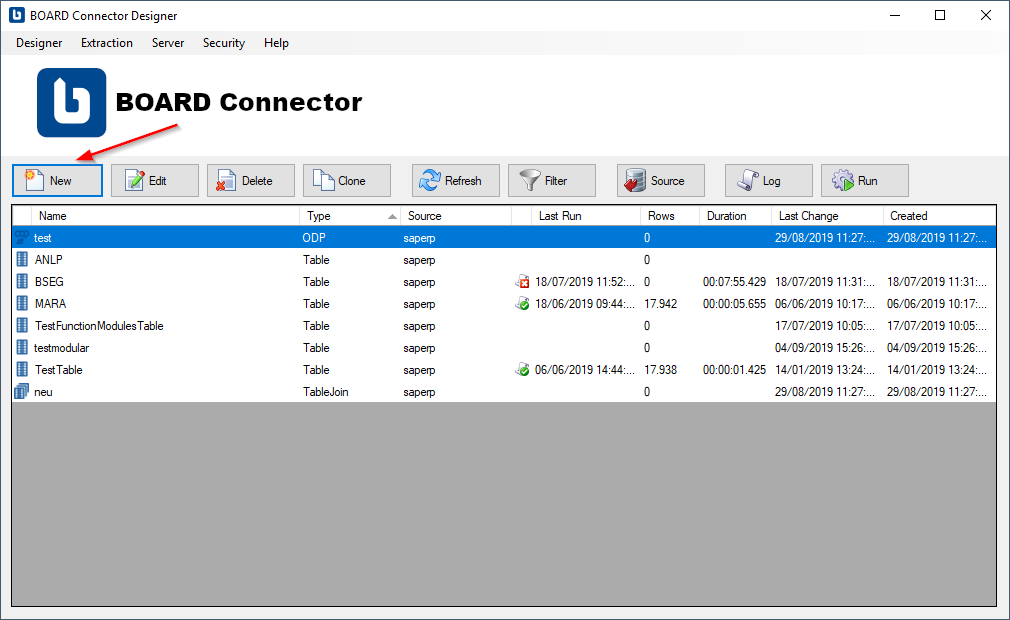 BOARD Connector Designer
Designer Extraction Server Security Help
BOARD Connector
New Edit Delete Clone Refresh Filter Source Log Run
Name Type Source Last Run Rows Duration Last Change Created
test ODP saperp 0 29/08/2019 11:27:... 29/08/2019 11:27:...
ANLP Table saperp 0
BSEG Table saperp 18/07/2019 11:52:... 0 00:07:55.429 18/07/2019 11:31:... 18/07/2019 11:31:...
MARA Table saperp 18/06/2019 09:44:... 17.942 00:00:05.655 06/06/2019 10:17:... 06/06/2019 10:17:...
TestFunctionModulesTable Table saperp 0 17/07/2019 10:05:... 17/07/2019 10:05:...
testmodular Table saperp 0 04/09/2019 15:26:... 04/09/2019 15:26:...
TestTable Table saperp 06/06/2019 14:44:... 17.938 00:00:01.425 14/01/2019 13:24:... 14/01/2019 13:24:...
neu TableJoin saperp 0 29/08/2019 11:27:... 29/08/2019 11:27:...